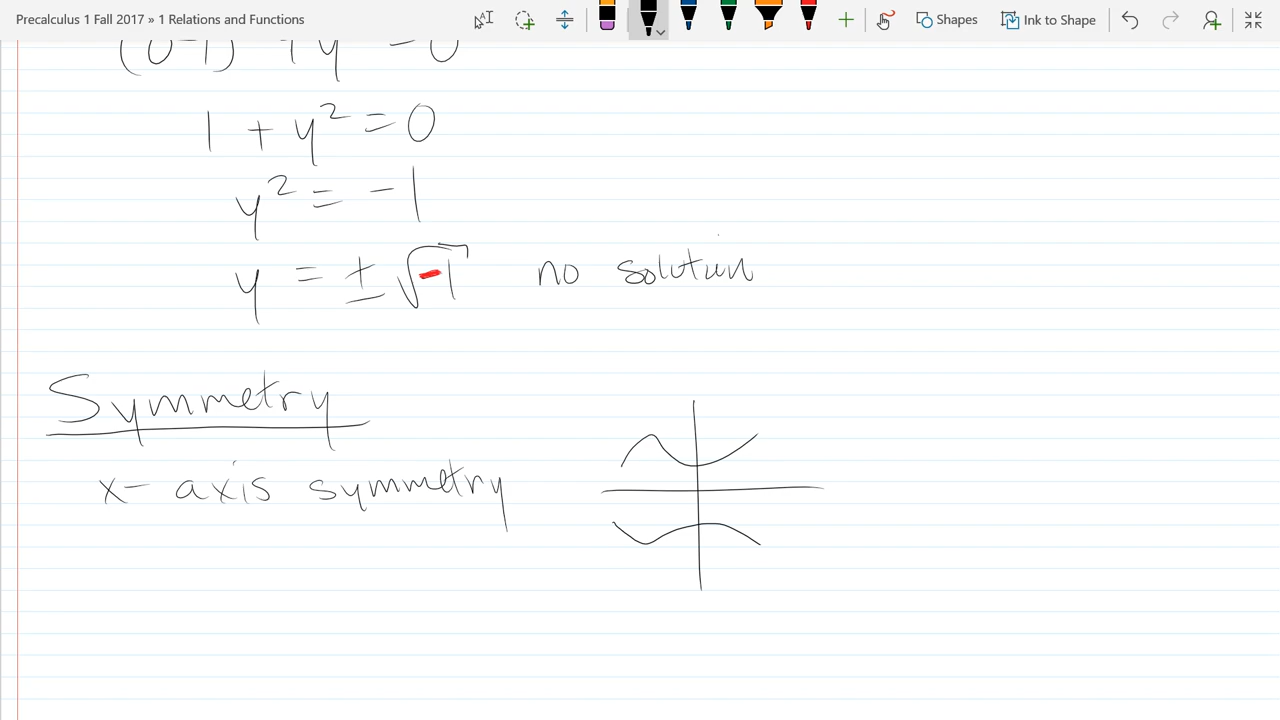 Precalculus 1 Fall 2017 » 1 Relations and Functions
Shapes
Ink to Shape
1 + y² = 0
y² = -1
y = ± √-1 no solution
Symmetry
x- axis symmetry